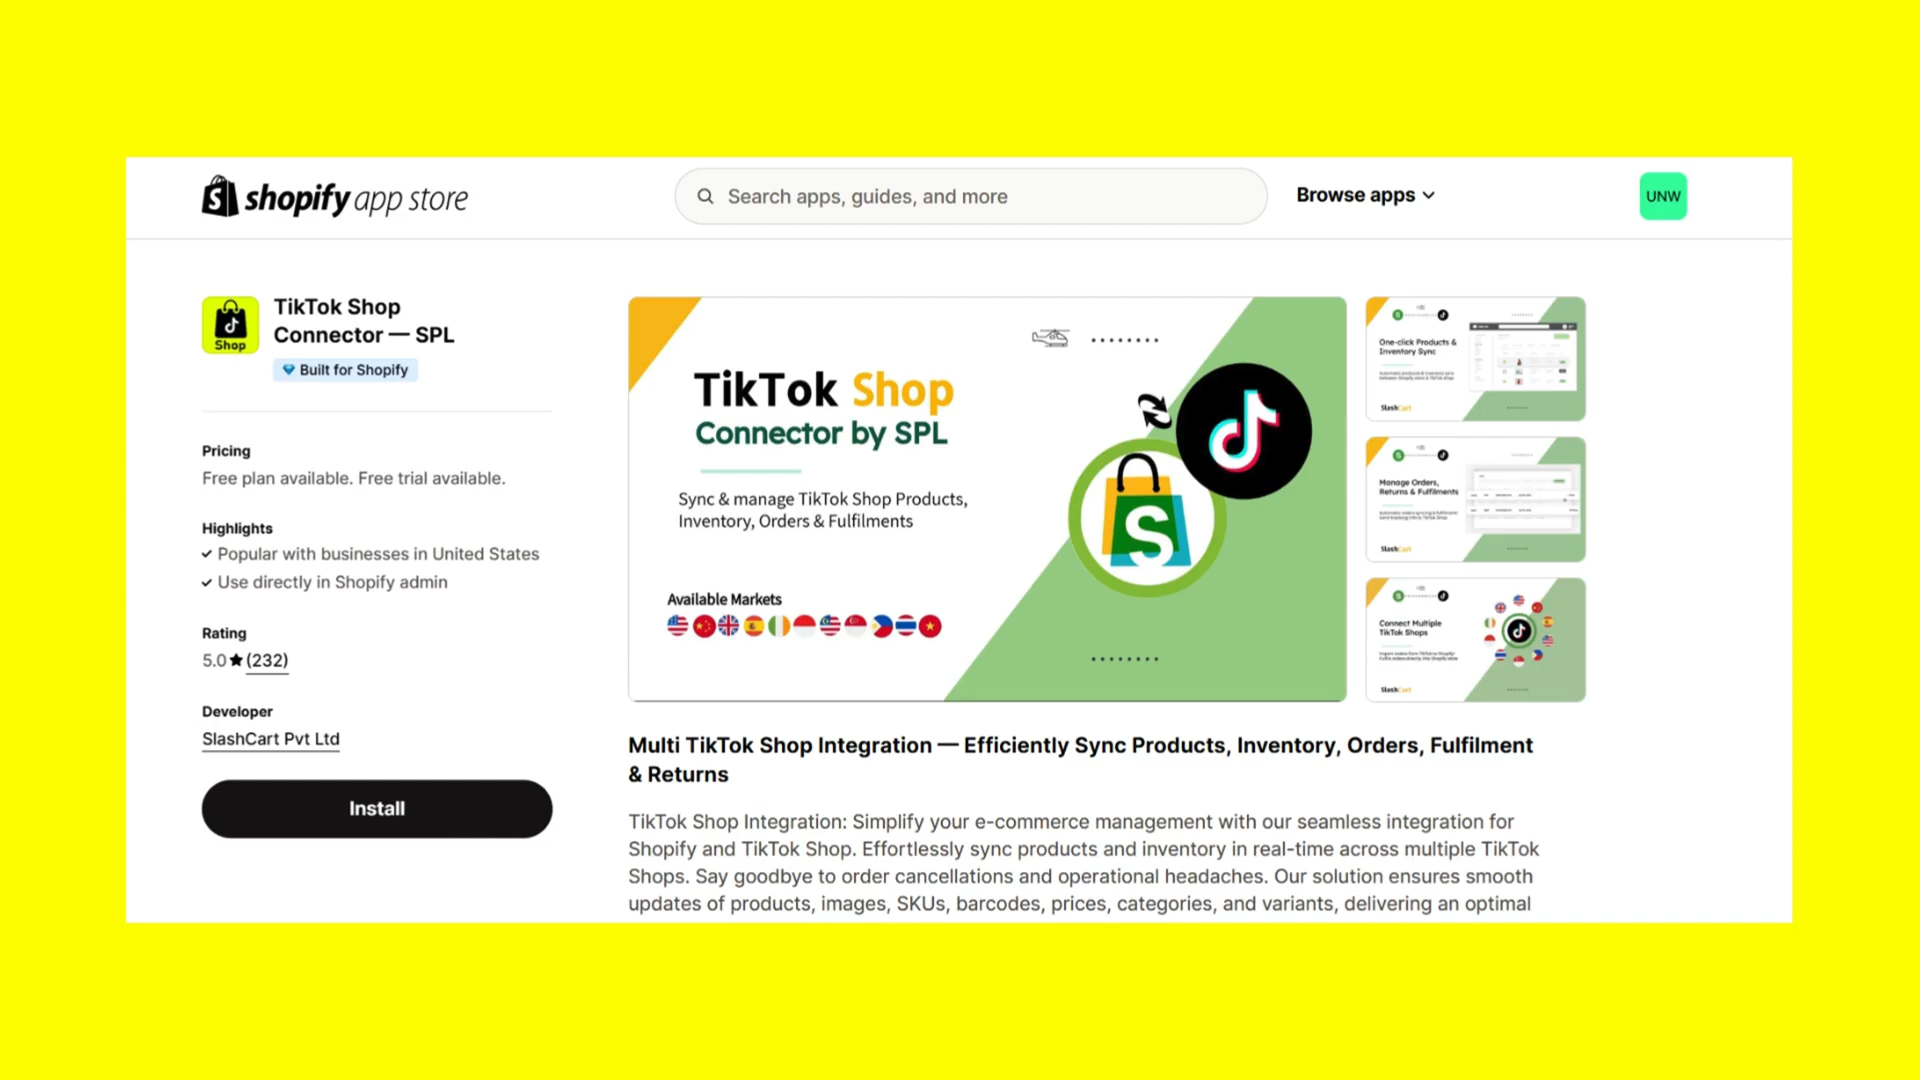 shopify app store
Search apps, guides, and more
Browse apps
UNW
Shop
TikTok Shop
Connector — SPL
Built for Shopify
Pricing
Free plan available. Free trial available.
Highlights
Popular with businesses in United States
Use directly in Shopify admin
Rating
5.0★ (232)
Developer
SlashCart Pvt Ltd
Install
TikTok Shop
Connector by SPL
Sync & manage TikTok Shop Products,
Inventory, Orders & Fulfilments
Available Markets
S
One-click Products &
Inventory Sync
SlashCart
Manage Orders,
Returns & Fulfilments
SlashCart
Connect Multiple
TikTok Shops
SlashCart
Multi TikTok Shop Integration — Efficiently Sync Products, Inventory, Orders, Fulfilment
& Returns
TikTok Shop Integration: Simplify your e-commerce management with our seamless integration for
Shopify and TikTok Shop. Effortlessly sync products and inventory in real-time across multiple TikTok
Shops. Say goodbye to order cancellations and operational headaches. Our solution ensures smooth
updates of products, images, SKUs, barcodes, prices, categories, and variants, delivering an optimal